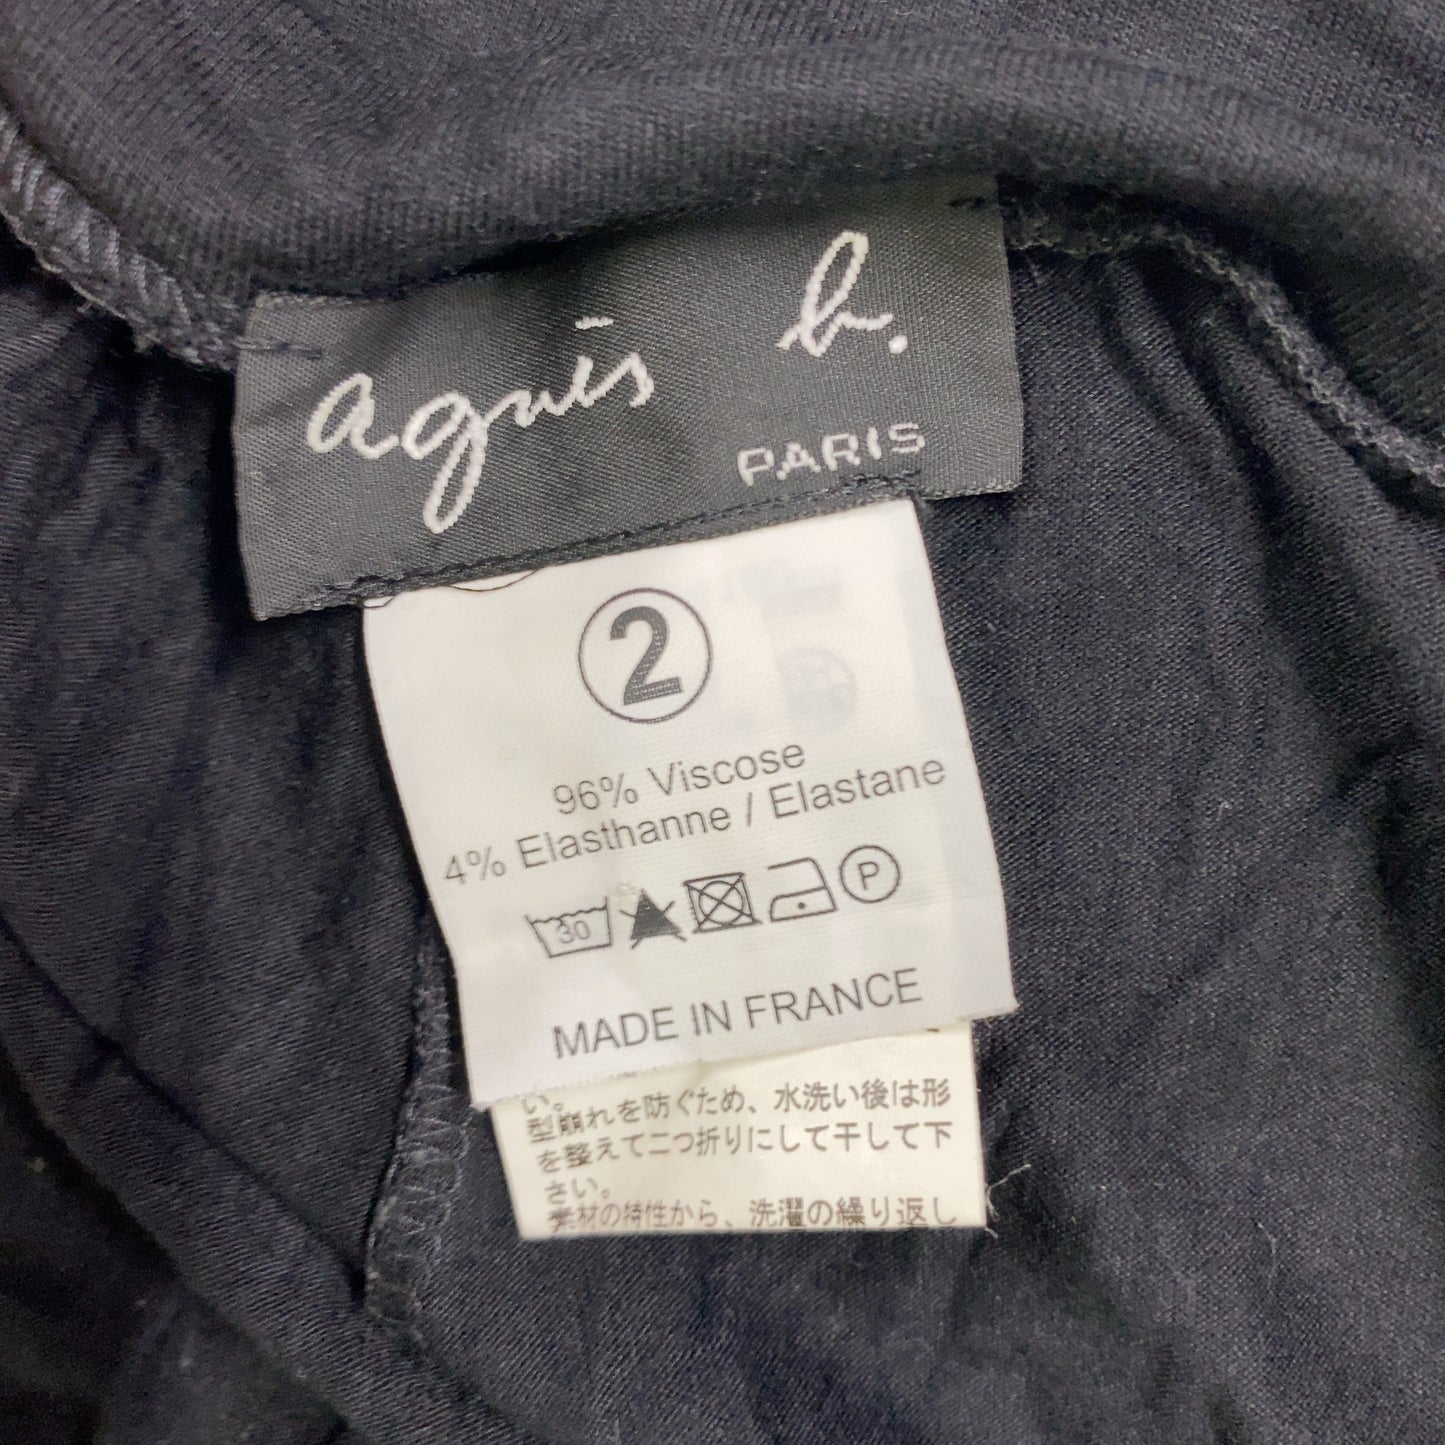 agnès b.
PARIS
2
96% Viscose
4% Elasthanne / Elastane
30
P
MADE IN FRANCE
い。
型崩れを防ぐため、水洗い後は形
を整えて二つ折りにして干して下
さい。
素材の特性から、洗濯の繰り返し